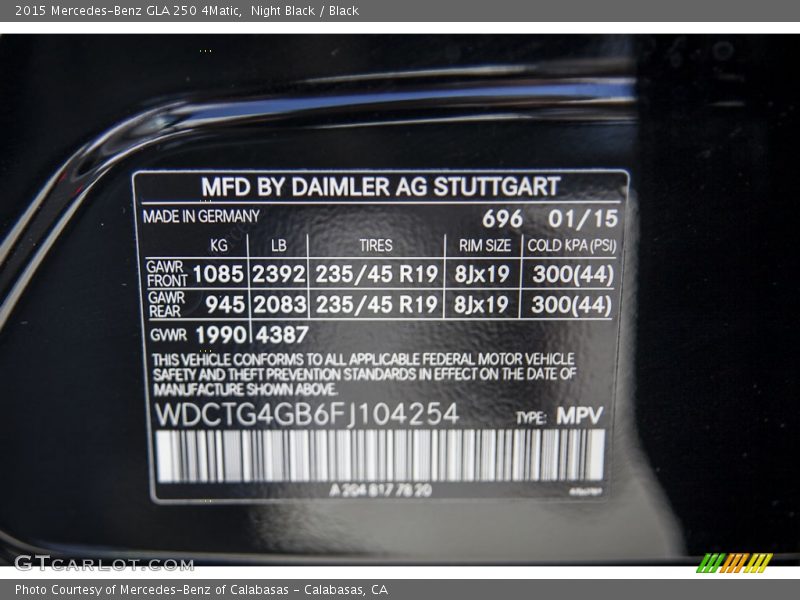 2015 Mercedes-Benz GLA 250 4Matic,  Night Black / Black
MFD BY DAIMLER AG STUTTGART
MADE IN GERMANY 696 01/15
KG LB TIRES RIM SIZE COLD KPA (PSI)
GAWR FRONT 1085 2392 235/45 R19 8Jx19 300(44)
GAWR REAR 945 2083 235/45 R19 8Jx19 300(44)
GVWR 1990 4387
THIS VEHICLE CONFORMS TO ALL APPLICABLE FEDERAL MOTOR VEHICLE
SAFETY AND THEFT PREVENTION STANDARDS IN EFFECT ON THE DATE OF
MANUFACTURE SHOWN ABOVE.
WDCTG4GB6FJ104254 TYPE: MPV
A 204 817 78 20
GTCARLOT.COM
Photo Courtesy of Mercedes-Benz of Calabasas - Calabasas, CA